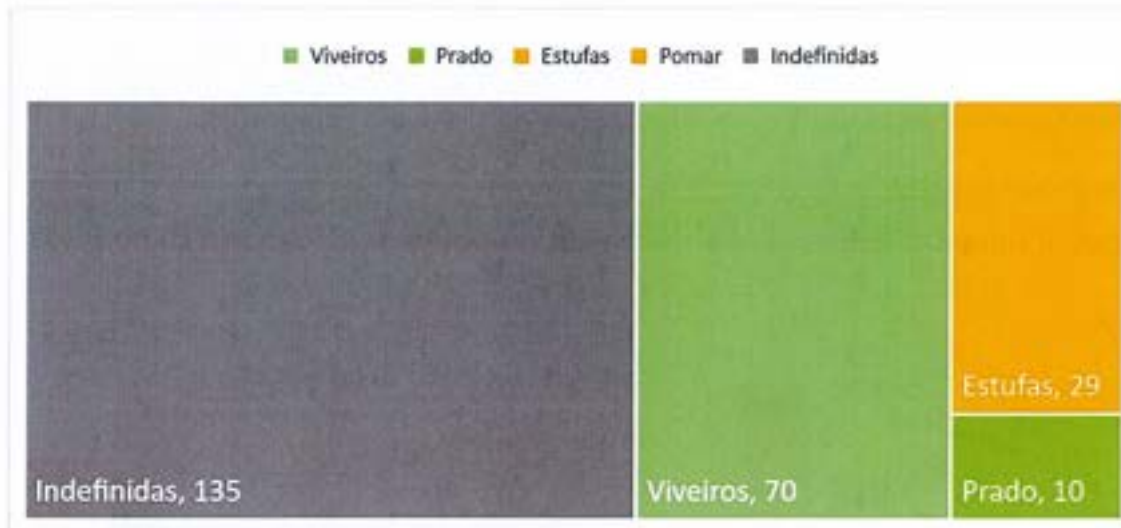 Viveiros Prado Estufas Pomar Indefinidas
Estufas, 29
Indefinidas, 135 Viveiros, 70 Prado, 10